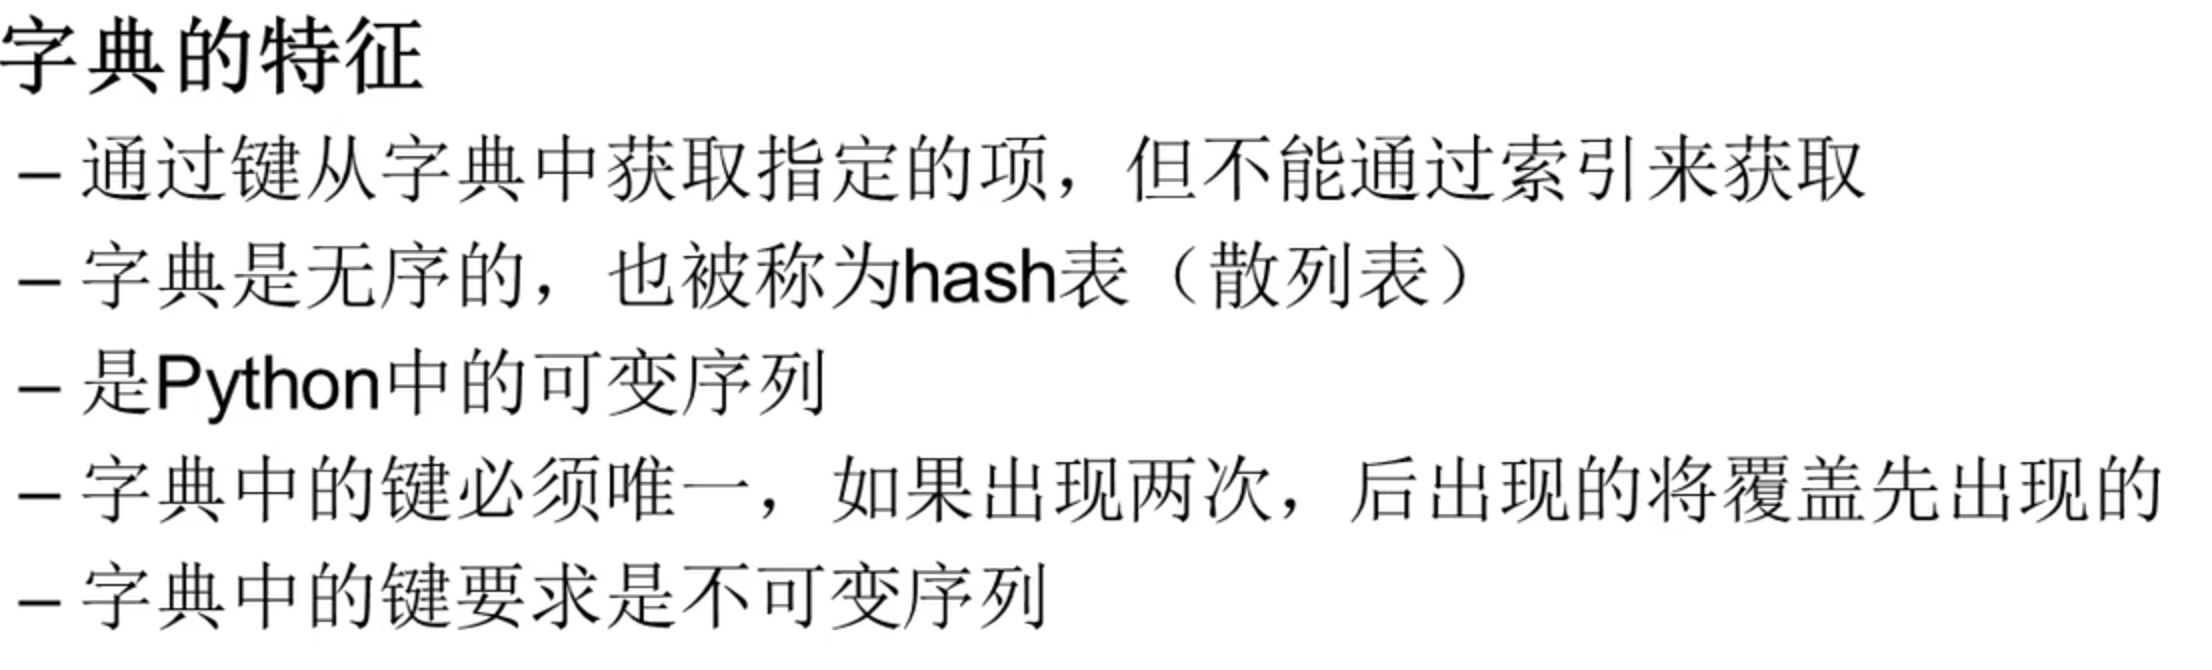 字典的特征
– 通过键从字典中获取指定的项，但不能通过索引来获取
– 字典是无序的，也被称为hash表（散列表）
– 是Python中的可变序列
– 字典中的键必须唯一，如果出现两次，后出现的将覆盖先出现的
– 字典中的键要求是不可变序列